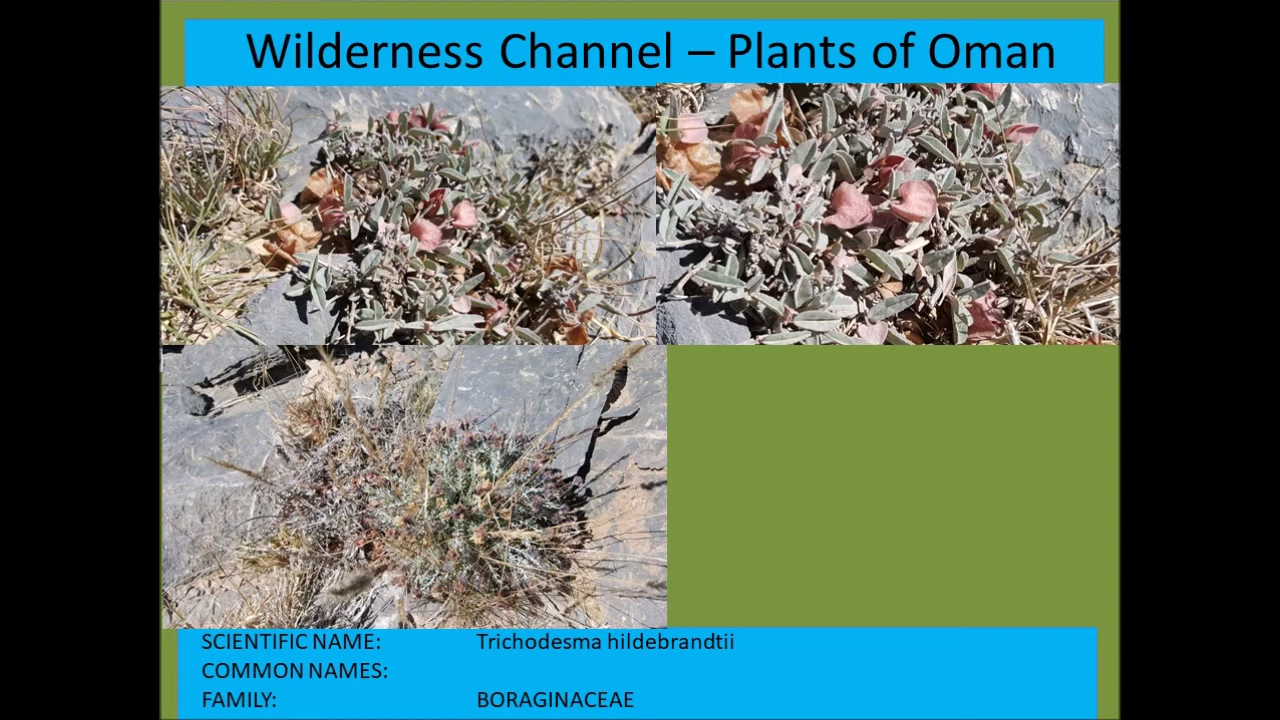 Wilderness Channel – Plants of Oman
SCIENTIFIC NAME: Trichodesma hildebrandtii
COMMON NAMES:
FAMILY: BORAGINACEAE